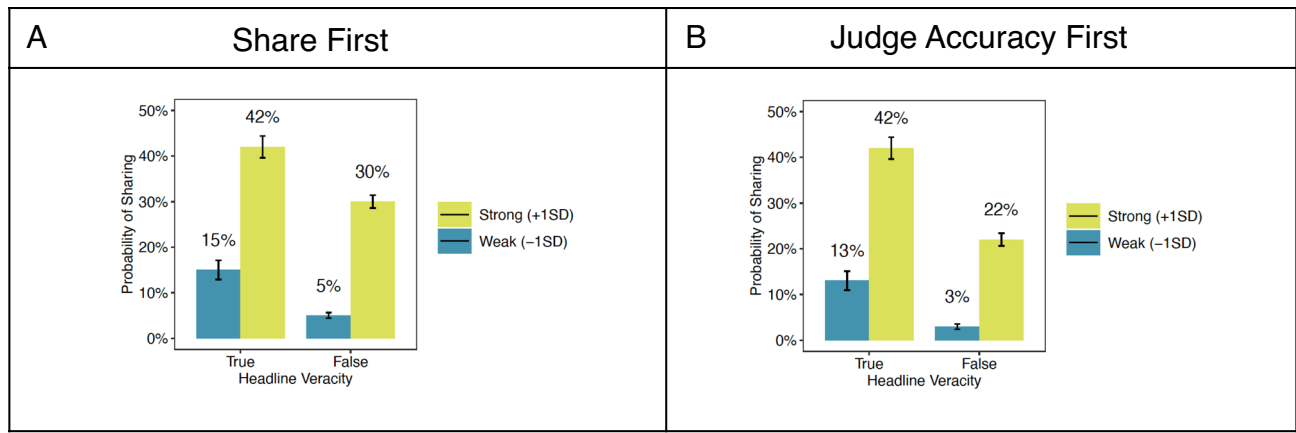 A
Share First
B
Judge Accuracy First
50%
40%
30%
20%
10%
0%
Probability of Sharing
42%
30%
15%
5%
True
False
Headline Veracity
Strong (+1SD)
Weak (−1SD)
50%
40%
30%
20%
10%
0%
Probability of Sharing
42%
22%
13%
3%
True
False
Headline Veracity
Strong (+1SD)
Weak (−1SD)